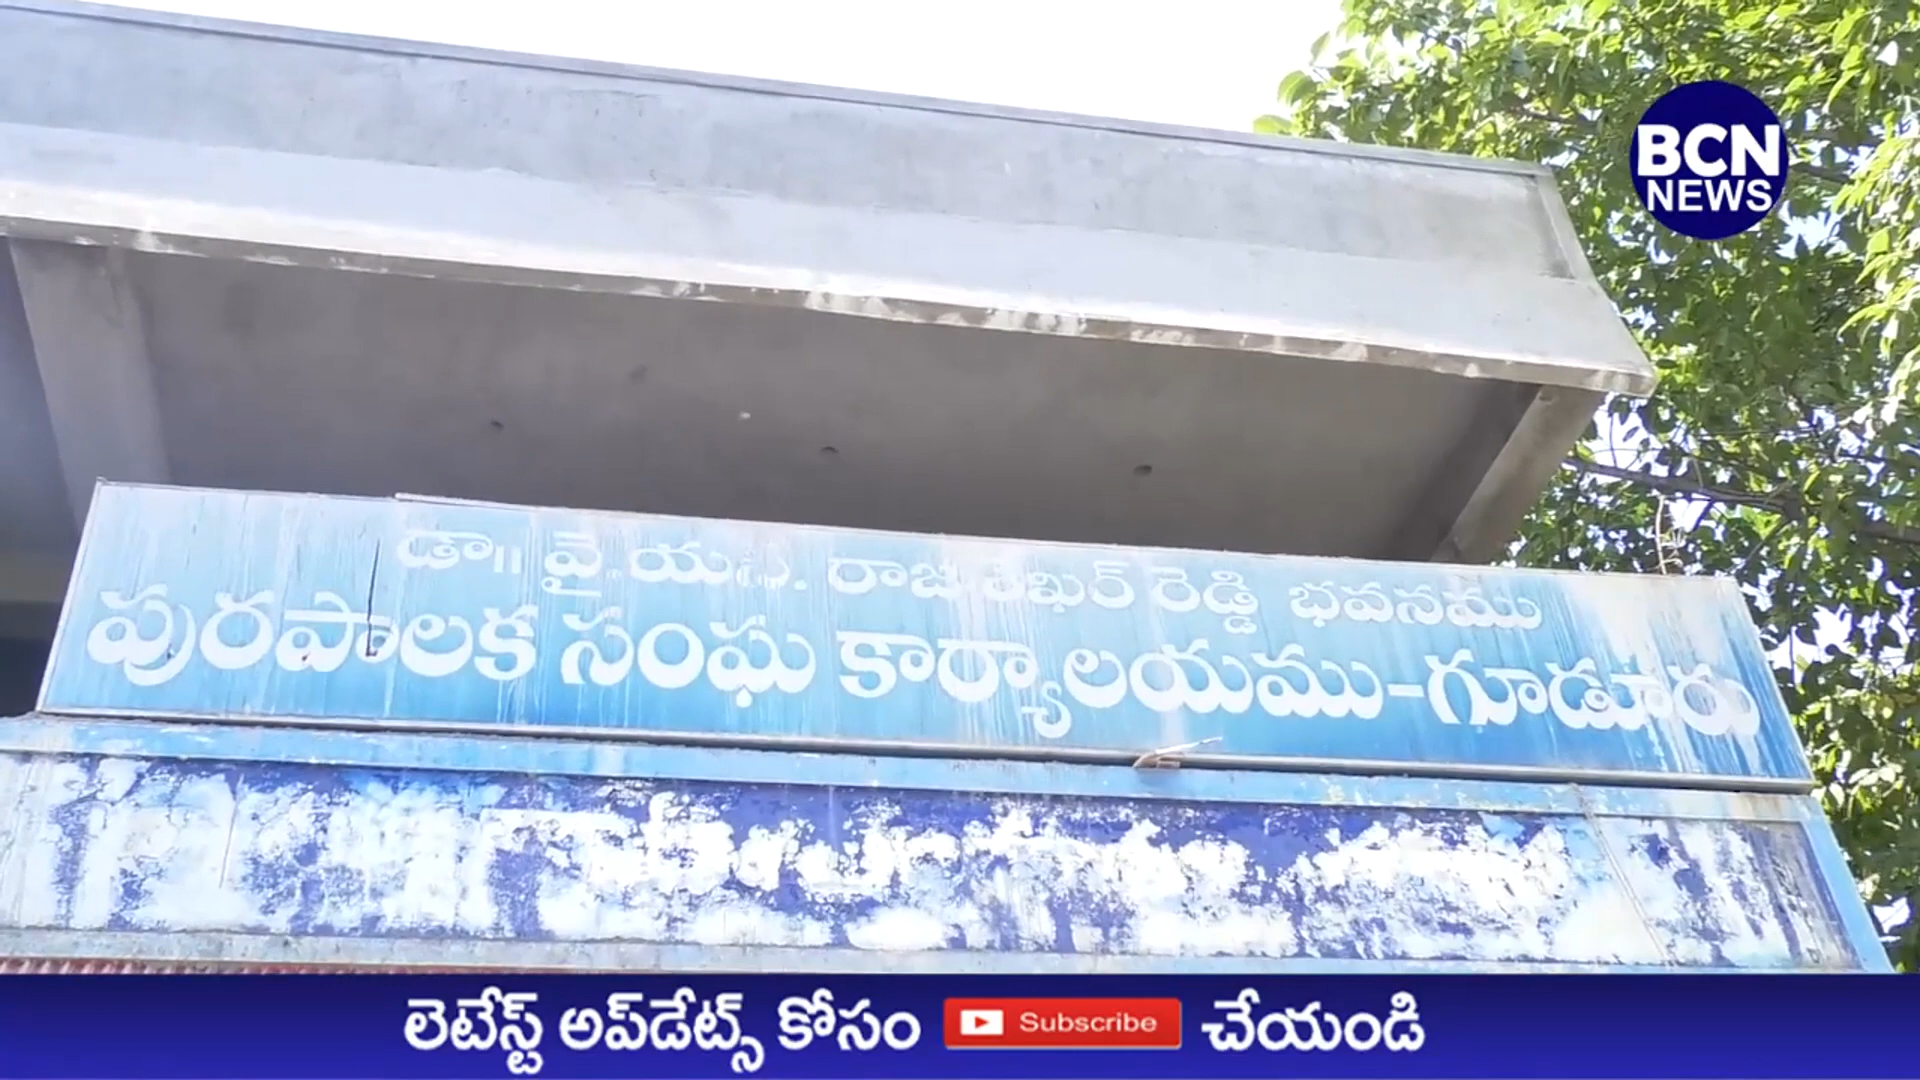 BCN
NEWS
డా॥ వై.యస్. రాజశేఖర్ రెడ్డి భవనము
పురపాలక సంఘ కార్యాలయము-గూడూరు
లెటేస్ట్ అప్‌డేట్స్ కోసం Subscribe చేయండి